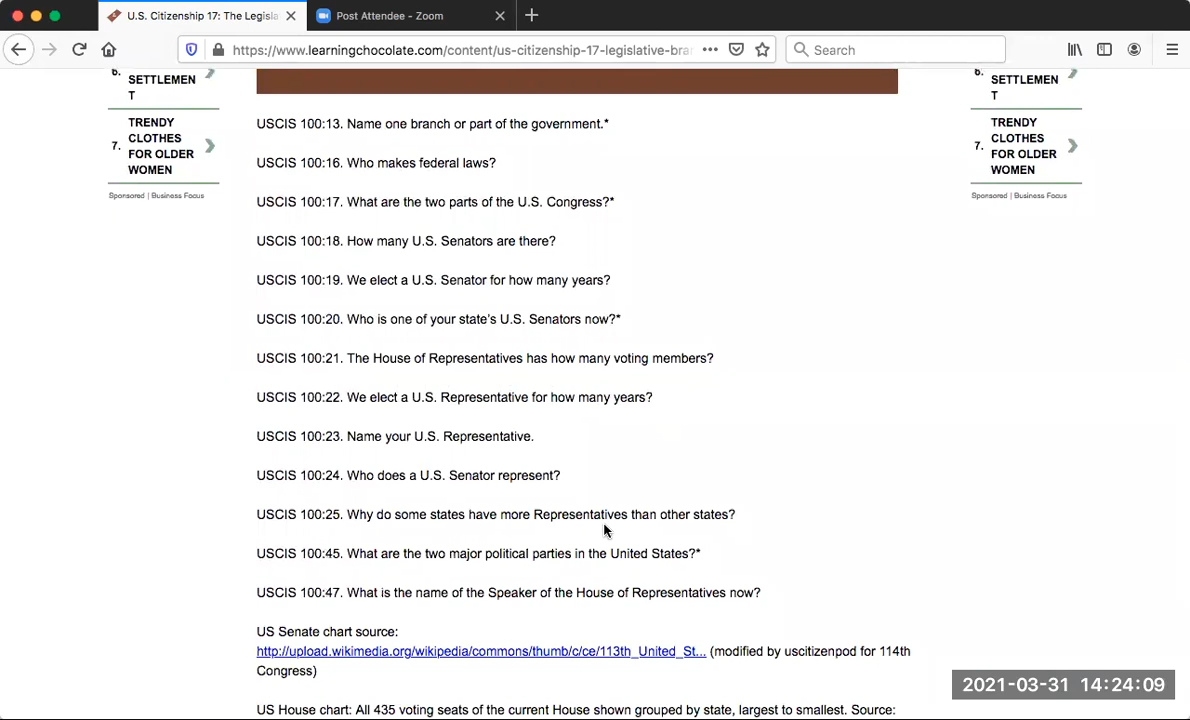 U.S. Citizenship 17: The Legisla
Post Attendee - Zoom
https://www.learningchocolate.com/content/us-citizenship-17-legislative-bra
Search
6.
SETTLEMEN
T
7.
TRENDY
CLOTHES
FOR OLDER
WOMEN
Sponsored | Business Focus
USCIS 100:13. Name one branch or part of the government.*
USCIS 100:16. Who makes federal laws?
USCIS 100:17. What are the two parts of the U.S. Congress?*
USCIS 100:18. How many U.S. Senators are there?
USCIS 100:19. We elect a U.S. Senator for how many years?
USCIS 100:20. Who is one of your state's U.S. Senators now?*
USCIS 100:21. The House of Representatives has how many voting members?
USCIS 100:22. We elect a U.S. Representative for how many years?
USCIS 100:23. Name your U.S. Representative.
USCIS 100:24. Who does a U.S. Senator represent?
USCIS 100:25. Why do some states have more Representatives than other states?
USCIS 100:45. What are the two major political parties in the United States?*
USCIS 100:47. What is the name of the Speaker of the House of Representatives now?
US Senate chart source:
http://upload.wikimedia.org/wikipedia/commons/thumb/c/ce/113th_United_St... (modified by uscitizenpod for 114th
Congress)
US House chart: All 435 voting seats of the current House shown grouped by state, largest to smallest. Source:
6.
SETTLEMEN
T
7.
TRENDY
CLOTHES
FOR OLDER
WOMEN
Sponsored | Business Focus
2021-03-31 14:24:09